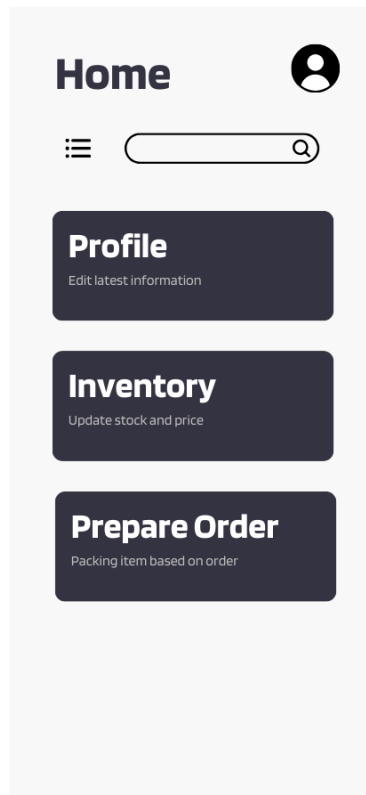 Home
Profile
Edit latest information
Inventory
Update stock and price
Prepare Order
Packing item based on order